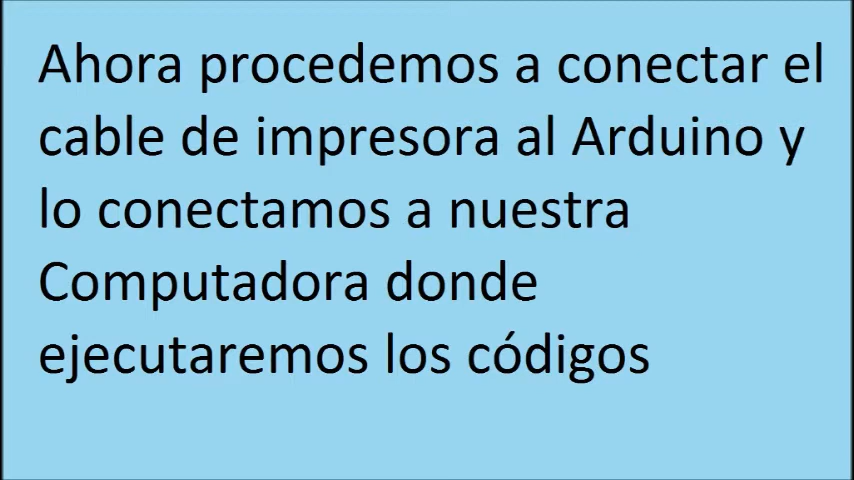 Ahora procedemos a conectar el
cable de impresora al Arduino y
lo conectamos a nuestra
Computadora donde
ejecutaremos los códigos